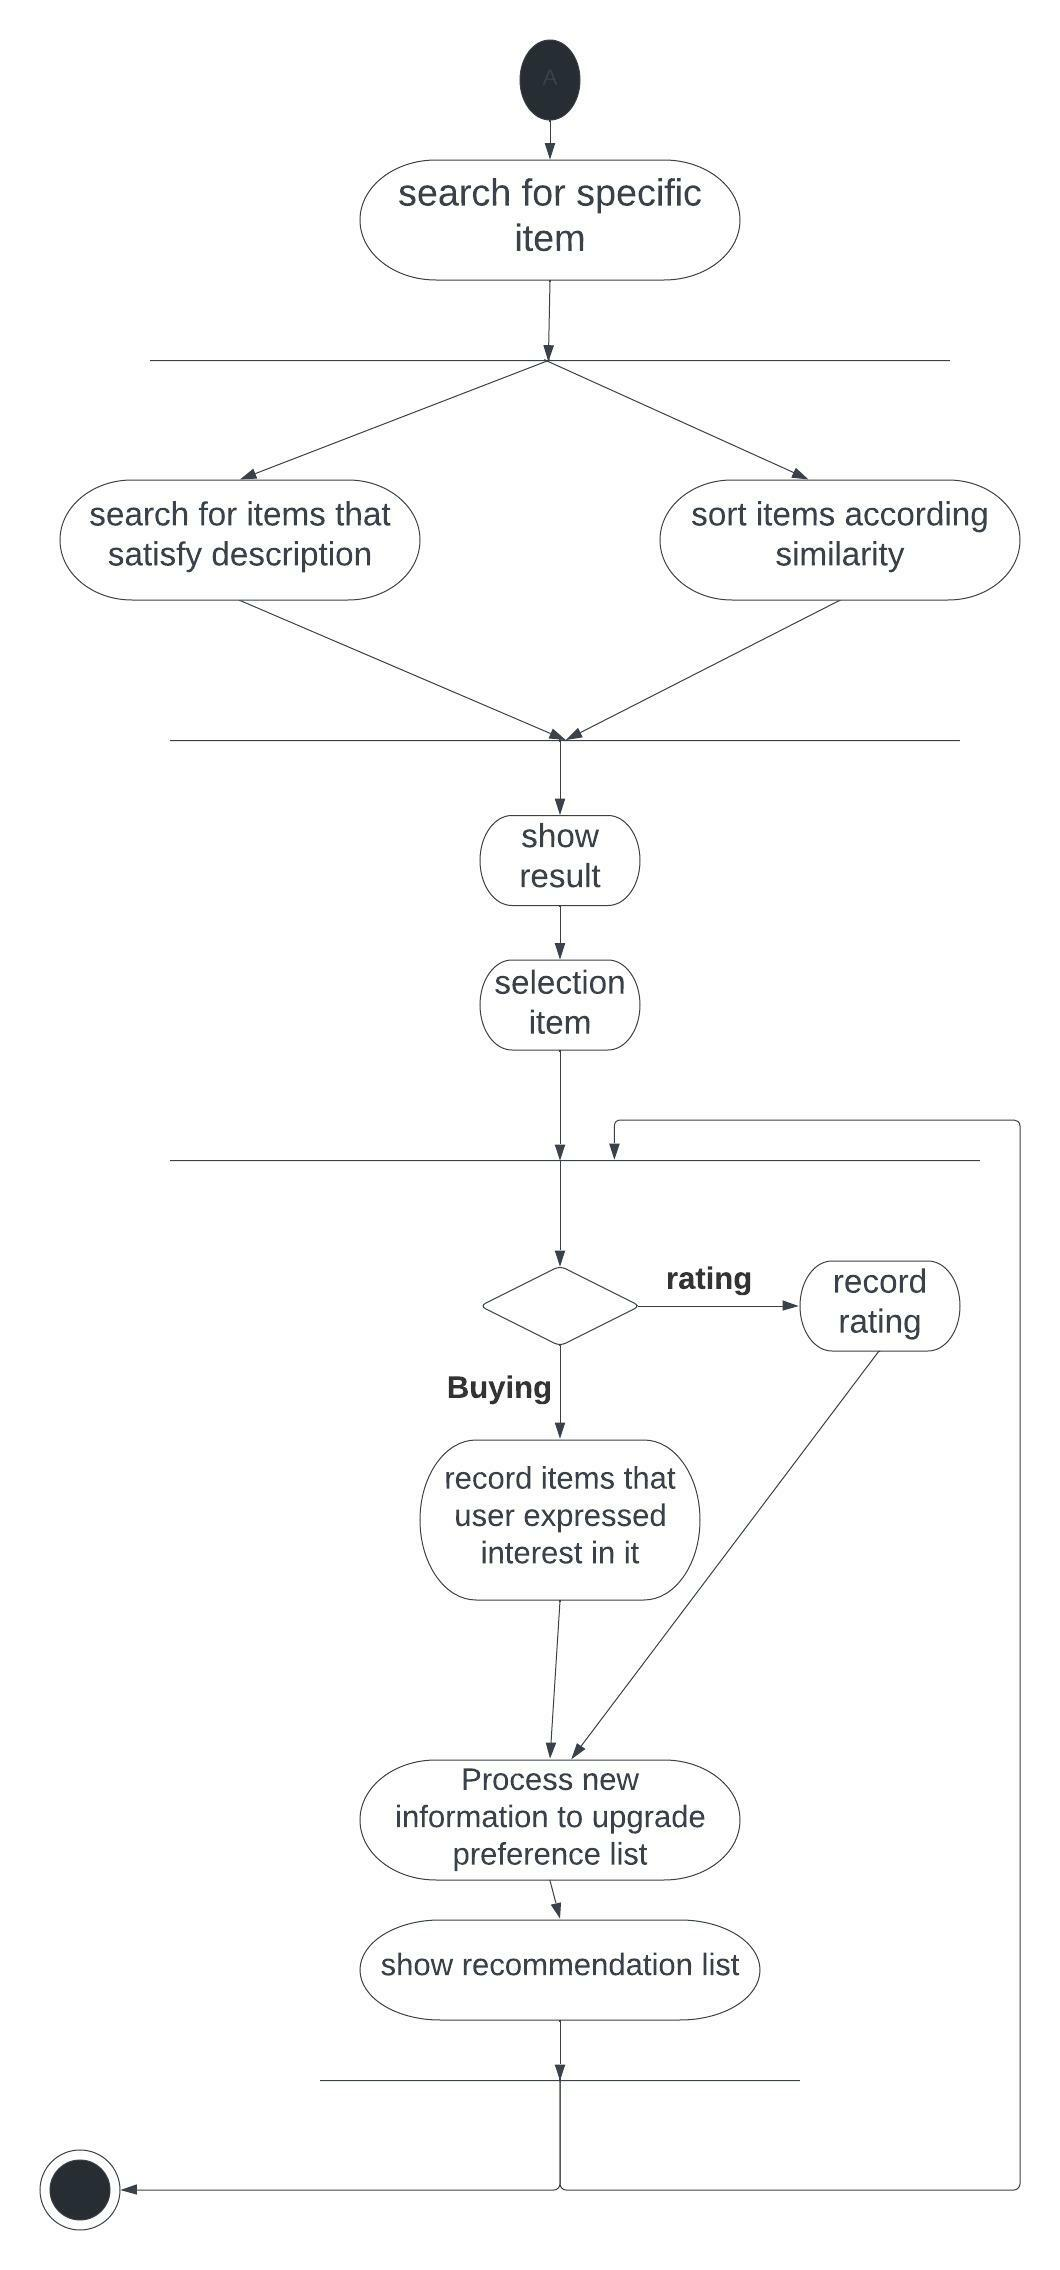 A
search for specific
item
search for items that
satisfy description
sort items according
similarity
show
result
selection
item
rating
record
rating
Buying
record items that
user expressed
interest in it
Process new
information to upgrade
preference list
show recommendation list